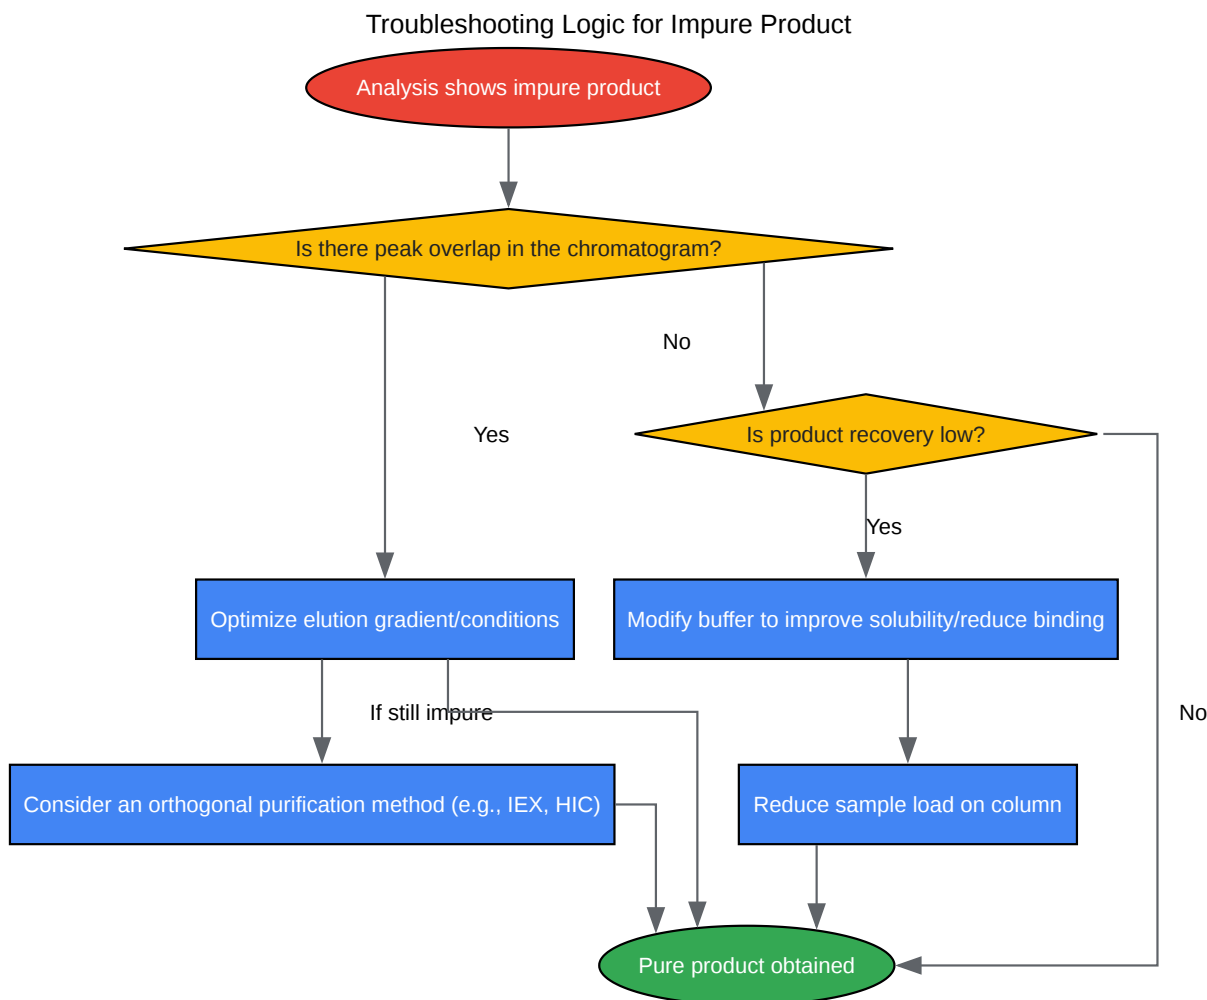 Troubleshooting Logic for Impure Product
Analysis shows impure product
Is there peak overlap in the chromatogram?
No
Yes
Is product recovery low?
Yes
Optimize elution gradient/conditions
Modify buffer to improve solubility/reduce binding
If still impure
No
Consider an orthogonal purification method (e.g., IEX, HIC)
Reduce sample load on column
Pure product obtained